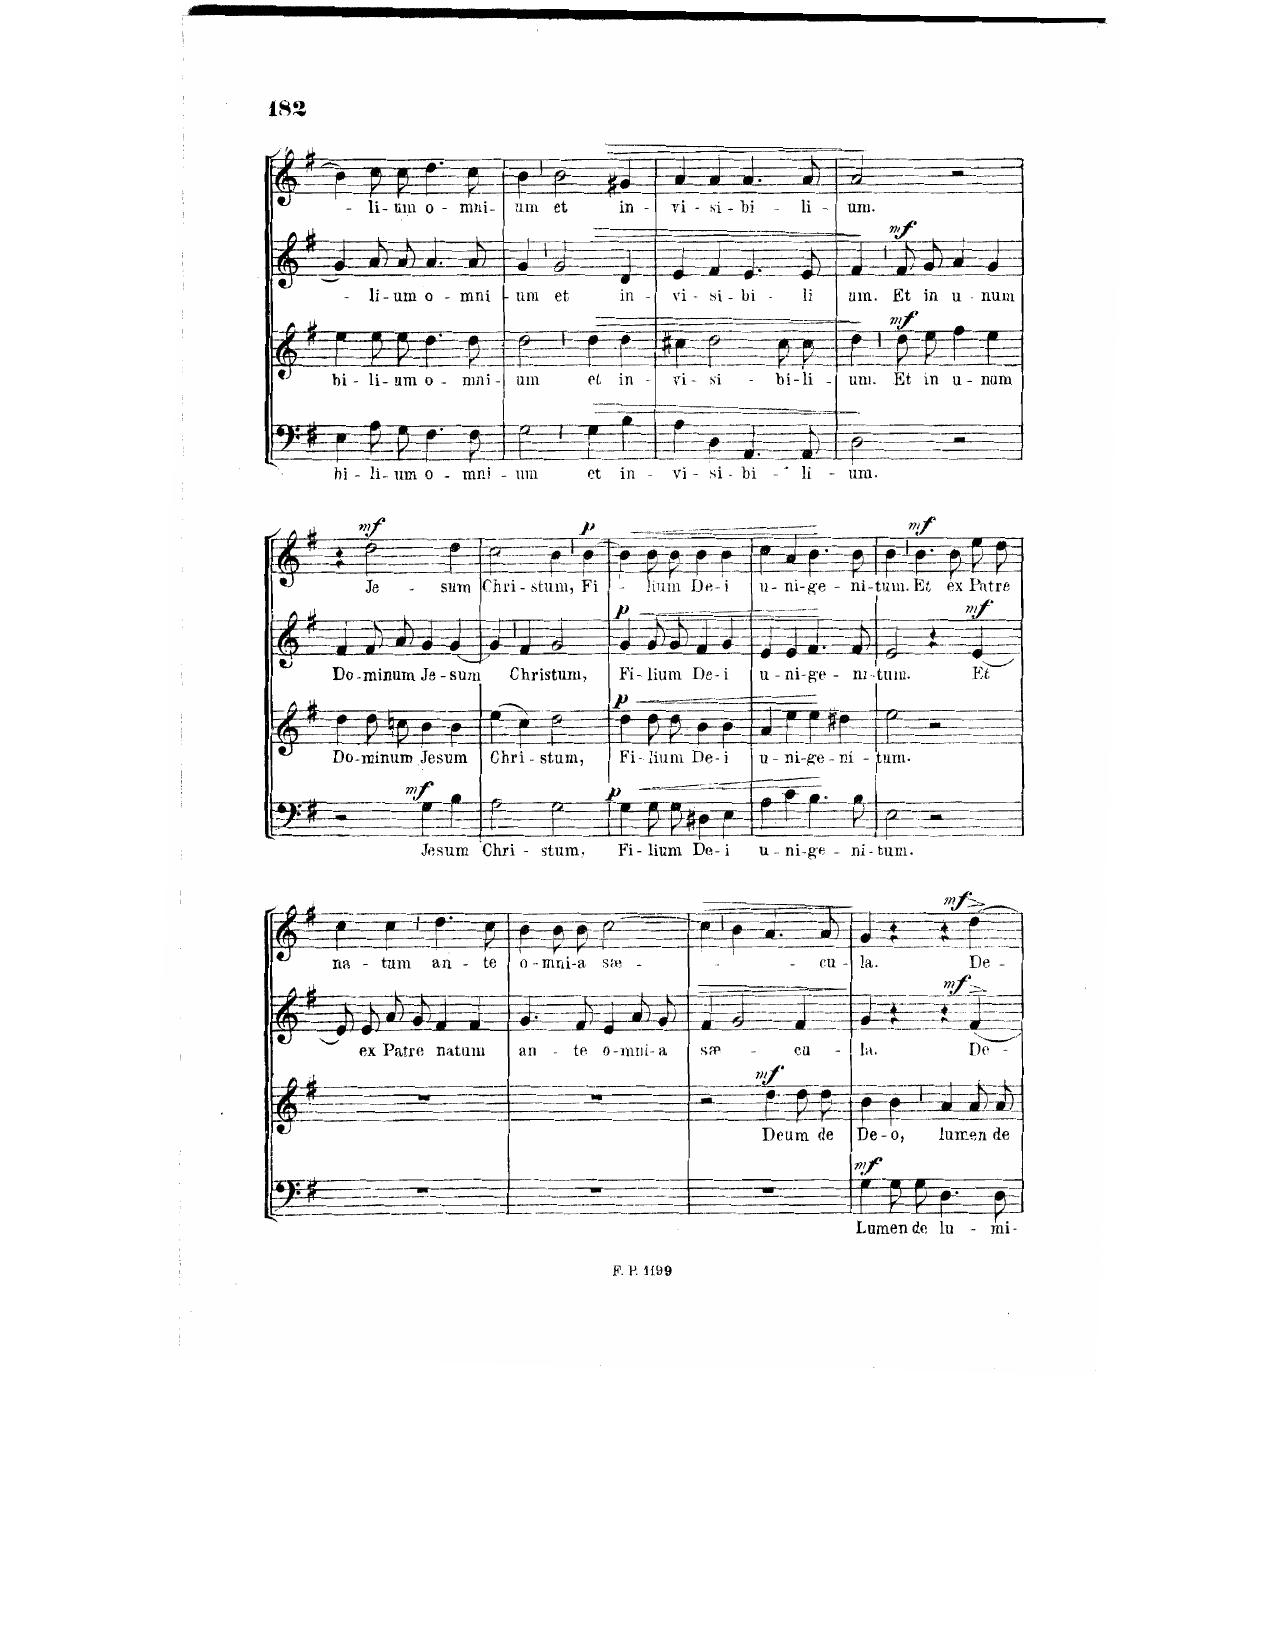 182
- li- um o - mni- um et in - vi - si - bi - li - um.
mf
- li- um o - mni - um et in - vi - si - bi - li um. Et in u - num
mf
bi - li - um o - mni - um et in - vi - si - bi - li - um. Et in u - num
bi - li - um o - mni - um et in - vi - si - bi - li - um.
mf p mf
Je - sum Chri - stum, Fi - lium De - i u - ni - ge - ni - tum. Et ex Patre
p mf
Do - minum Je - sum Christum, Fi - lium De - i u - ni - ge - ni - tum. Et
p
Do - minum Jesum Chri - stum, Fi - lium De - i u - ni - ge - ni - tum.
mf p
Jesum Chri - stum, Fi - lium De - i u - ni - ge - ni - tum.
mf
na - tum an - te o - mni - a sæ - cu - la. De -
mf
ex Patre natum an - te o - mni - a sæ - cu - la. De -
mf
Deum de De - o, lumen de
mf
Lumen de lu - mi -
F. P. 1199